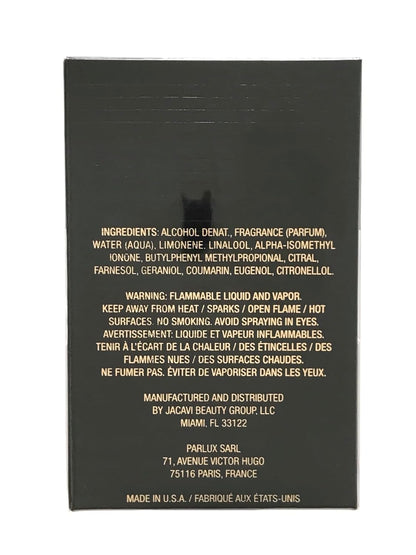 INGREDIENTS: ALCOHOL DENAT., FRAGRANCE (PARFUM),
WATER (AQUA), LIMONENE. LINALOOL, ALPHA-ISOMETHYL
IONONE, BUTYLPHENYL METHYLPROPIONAL, CITRAL,
FARNESOL, GERANIOL, COUMARIN, EUGENOL, CITRONELLOL.
WARNING: FLAMMABLE LIQUID AND VAPOR.
KEEP AWAY FROM HEAT / SPARKS / OPEN FLAME / HOT
SURFACES. NO SMOKING. AVOID SPRAYING IN EYES.
AVERTISSEMENT: LIQUIDE ET VAPEUR INFLAMMABLES.
TENIR À L'ÉCART DE LA CHALEUR / DES ÉTINCELLES / DES
FLAMMES NUES / DES SURFACES CHAUDES.
NE FUMER PAS. ÉVITER DE VAPORISER DANS LES YEUX.
MANUFACTURED AND DISTRIBUTED
BY JACAVI BEAUTY GROUP, LLC
MIAMI, FL 33122
PARLUX SARL
71, AVENUE VICTOR HUGO
75116 PARIS, FRANCE
MADE IN U.S.A. / FABRIQUÉ AUX ÉTATS-UNIS